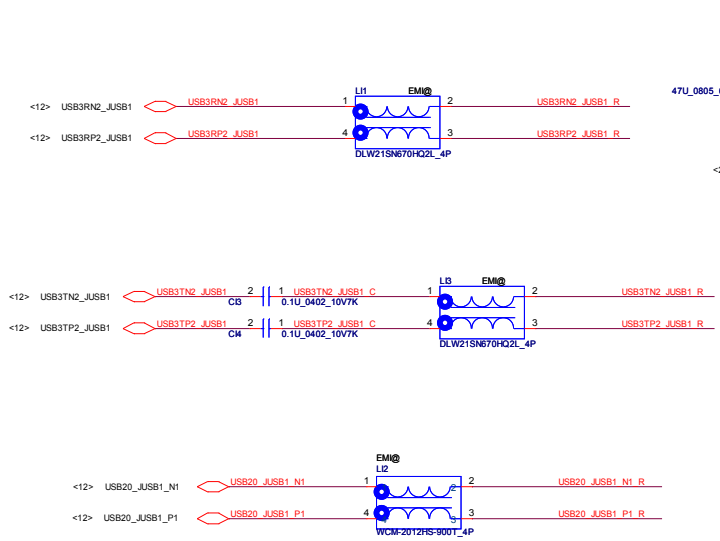 LI1 EMI@
47U_0805_
<12> USB3RN2_JUSB1 USB3RN2_JUSB1 1 2 USB3RN2_JUSB1_R
<12> USB3RP2_JUSB1 USB3RP2_JUSB1 4 3 USB3RP2_JUSB1_R
DLW21SN670HQ2L_4P
LI3 EMI@
<12> USB3TN2_JUSB1 USB3TN2_JUSB1 2 1 USB3TN2_JUSB1_C 1 2 USB3TN2_JUSB1_R
CI3 0.1U_0402_10V7K
<12> USB3TP2_JUSB1 USB3TP2_JUSB1 2 1 USB3TP2_JUSB1_C 4 3 USB3TP2_JUSB1_R
CI4 0.1U_0402_10V7K
DLW21SN670HQ2L_4P
EMI@
LI2
<12> USB20_JUSB1_N1 USB20_JUSB1_N1 1 2 2 USB20_JUSB1_N1_R
<12> USB20_JUSB1_P1 USB20_JUSB1_P1 4 4 3 3 USB20_JUSB1_P1_R
WCM-2012HS-900T_4P